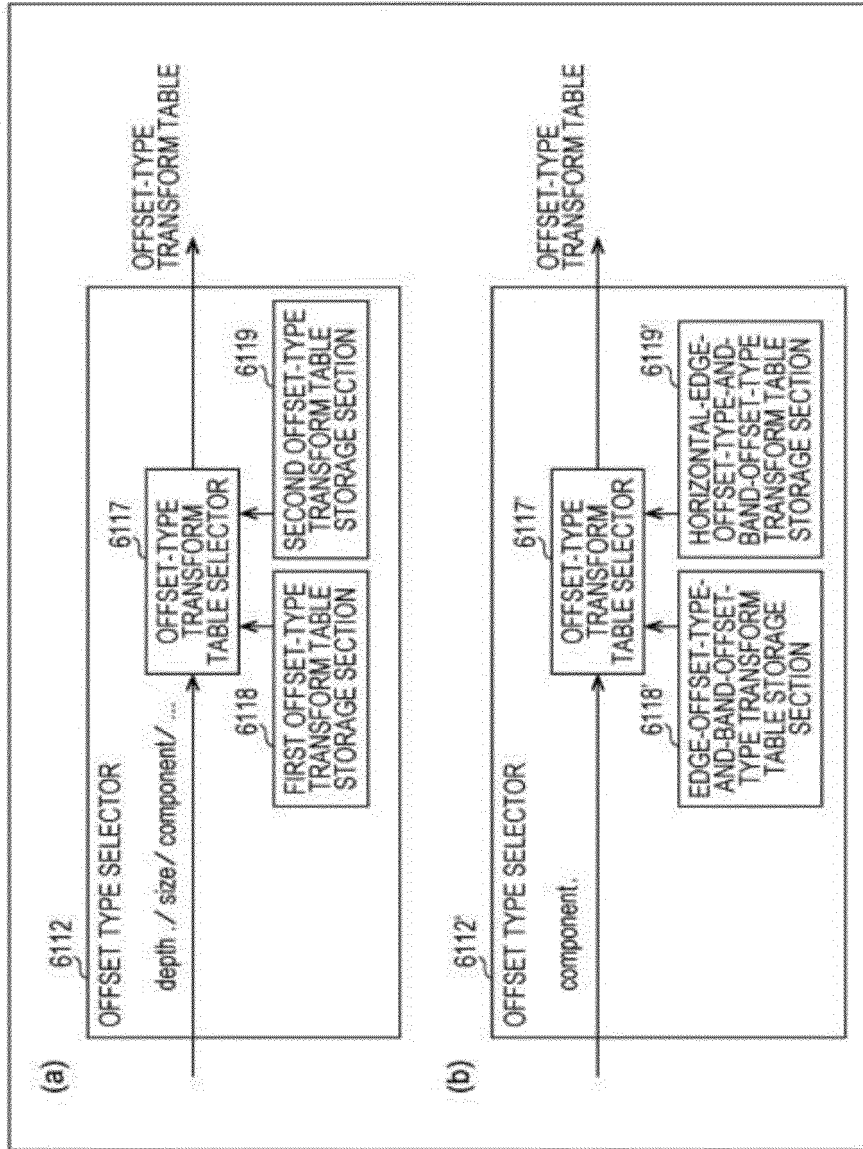 (a)
6112
OFFSET TYPE SELECTOR
depth./ size/ component/ ...
6117
OFFSET-TYPE
TRANSFORM
TABLE SELECTOR
OFFSET-TYPE
TRANSFORM TABLE
6118
FIRST OFFSET-TYPE
TRANSFORM TABLE
STORAGE SECTION
6119
SECOND OFFSET-TYPE
TRANSFORM TABLE
STORAGE SECTION
(b)
6112'
OFFSET TYPE SELECTOR
component.
6117'
OFFSET-TYPE
TRANSFORM
TABLE SELECTOR
OFFSET-TYPE
TRANSFORM TABLE
6118'
EDGE-OFFSET-TYPE-
AND-BAND-OFFSET-
TYPE TRANSFORM
TABLE STORAGE
SECTION
6119'
HORIZONTAL-EDGE-
OFFSET-TYPE-AND-
BAND-OFFSET-TYPE
TRANSFORM TABLE
STORAGE SECTION